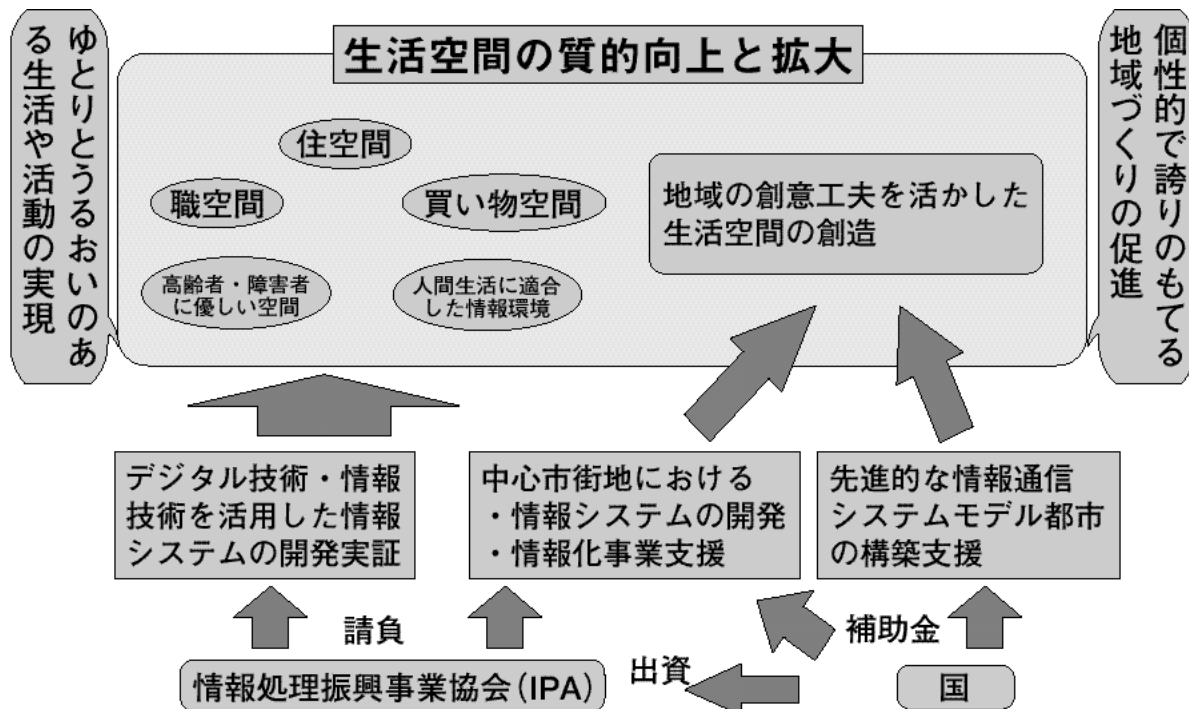 生活空間の質的向上と拡大
ゆとりとうるおいのあ
る生活や活動の実現
個性的で誇りのもてる
地域づくりの促進
住空間
職空間
買い物空間
高齢者・障害者
に優しい空間
人間生活に適合
した情報環境
地域の創意工夫を活かした
生活空間の創造
デジタル技術・情報
技術を活用した情報
システムの開発実証
中心市街地における
・情報システムの開発
・情報化事業支援
先進的な情報通信
システムモデル都市
の構築支援
請負
補助金
出資
情報処理振興事業協会(IPA)
国